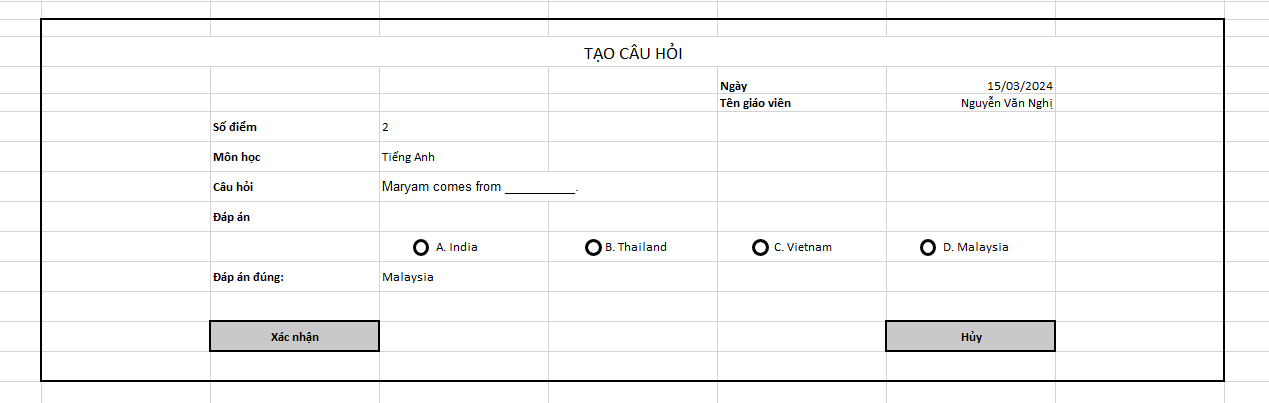 TẠO CÂU HỎI
Ngày 15/03/2024
Tên giáo viên Nguyễn Văn Nghị
Số điểm 2
Môn học Tiếng Anh
Câu hỏi Maryam comes from __________.
Đáp án
A. India B. Thailand C. Vietnam D. Malaysia
Đáp án đúng: Malaysia
Xác nhận Hủy